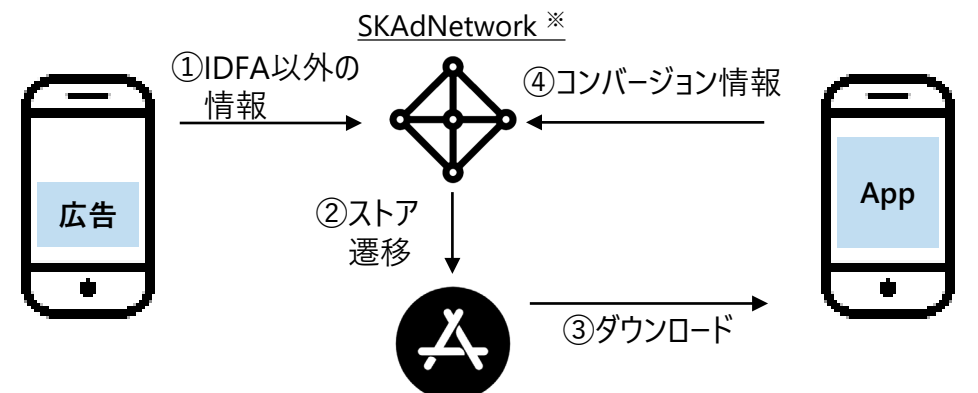 SKAdNetwork ※
①IDFA以外の
情報
④コンバージョン情報
広告
App
②ストア
遷移
③ダウンロード